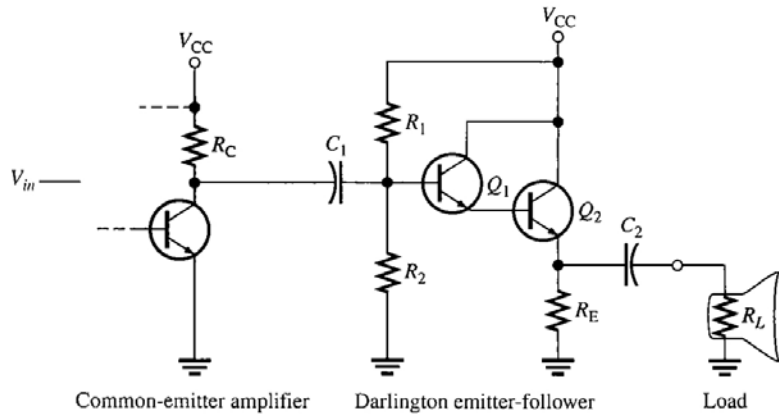 V_CC
V_CC
R_C
C_1
R_1
V_in
Q_1
Q_2
C_2
R_2
R_E
R_L
Common-emitter amplifier
Darlington emitter-follower
Load